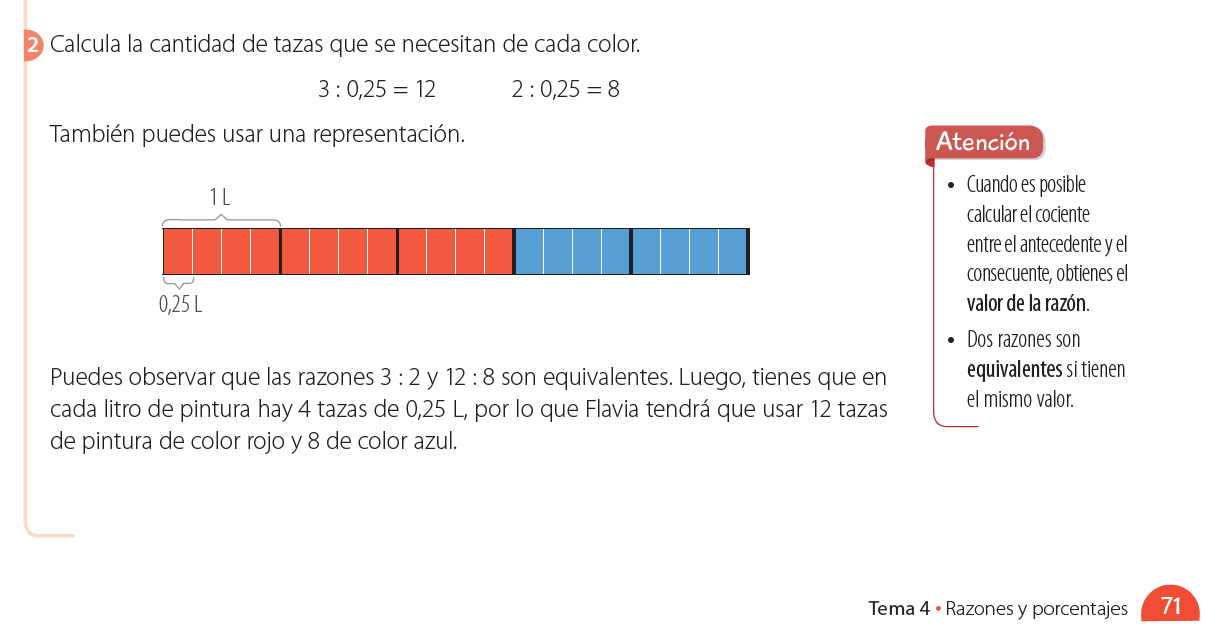 2 Calcula la cantidad de tazas que se necesitan de cada color.
3 : 0,25 = 12 2 : 0,25 = 8
También puedes usar una representación.
1 L
0,25 L
Puedes observar que las razones 3 : 2 y 12 : 8 son equivalentes. Luego, tienes que en
cada litro de pintura hay 4 tazas de 0,25 L, por lo que Flavia tendrá que usar 12 tazas
de pintura de color rojo y 8 de color azul.
Atención
• Cuando es posible
calcular el cociente
entre el antecedente y el
consecuente, obtienes el
valor de la razón.
• Dos razones son
equivalentes si tienen
el mismo valor.
Tema 4 • Razones y porcentajes 71